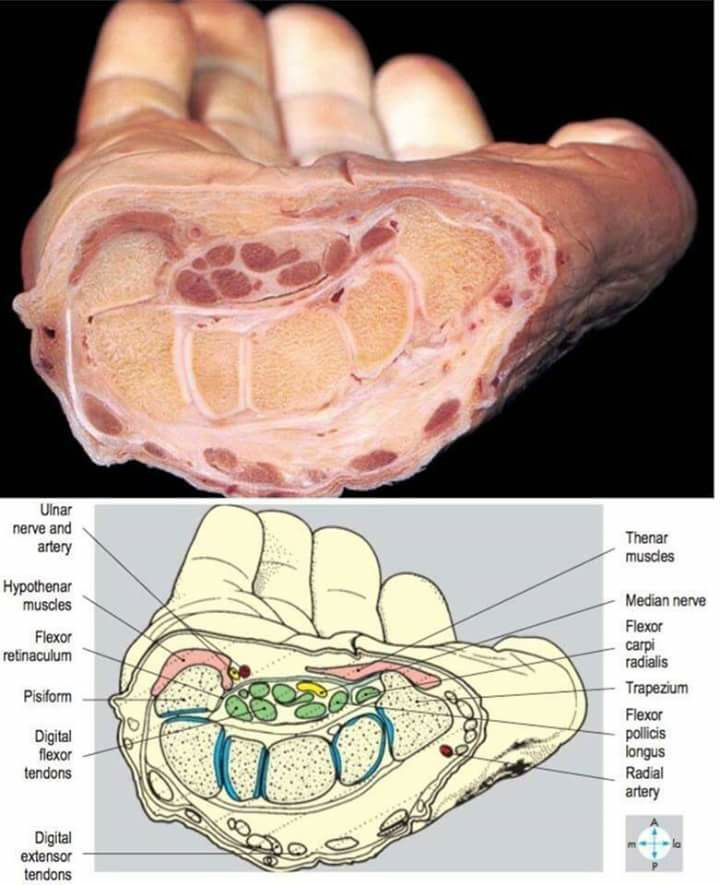 Ulnar
nerve and
artery
Hypothenar
muscles
Flexor
retinaculum
Pisiform
Digital
flexor
tendons
Digital
extensor
tendons
Thenar
muscles
Median nerve
Flexor
carpi
radialis
Trapezium
Flexor
pollicis
longus
Radial
artery
A
m la
P